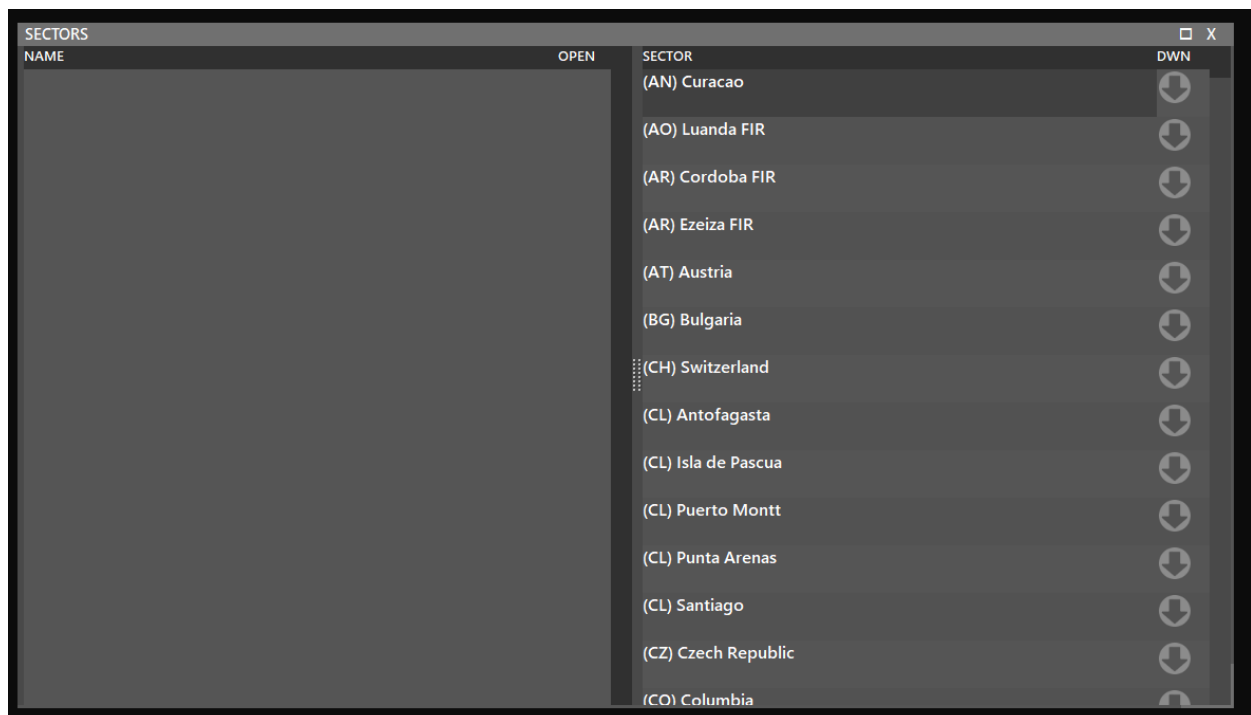 SECTORS X
NAME OPEN SECTOR DWN
(AN) Curacao
(AO) Luanda FIR
(AR) Cordoba FIR
(AR) Ezeiza FIR
(AT) Austria
(BG) Bulgaria
(CH) Switzerland
(CL) Antofagasta
(CL) Isla de Pascua
(CL) Puerto Montt
(CL) Punta Arenas
(CL) Santiago
(CZ) Czech Republic
(CO) Columbia